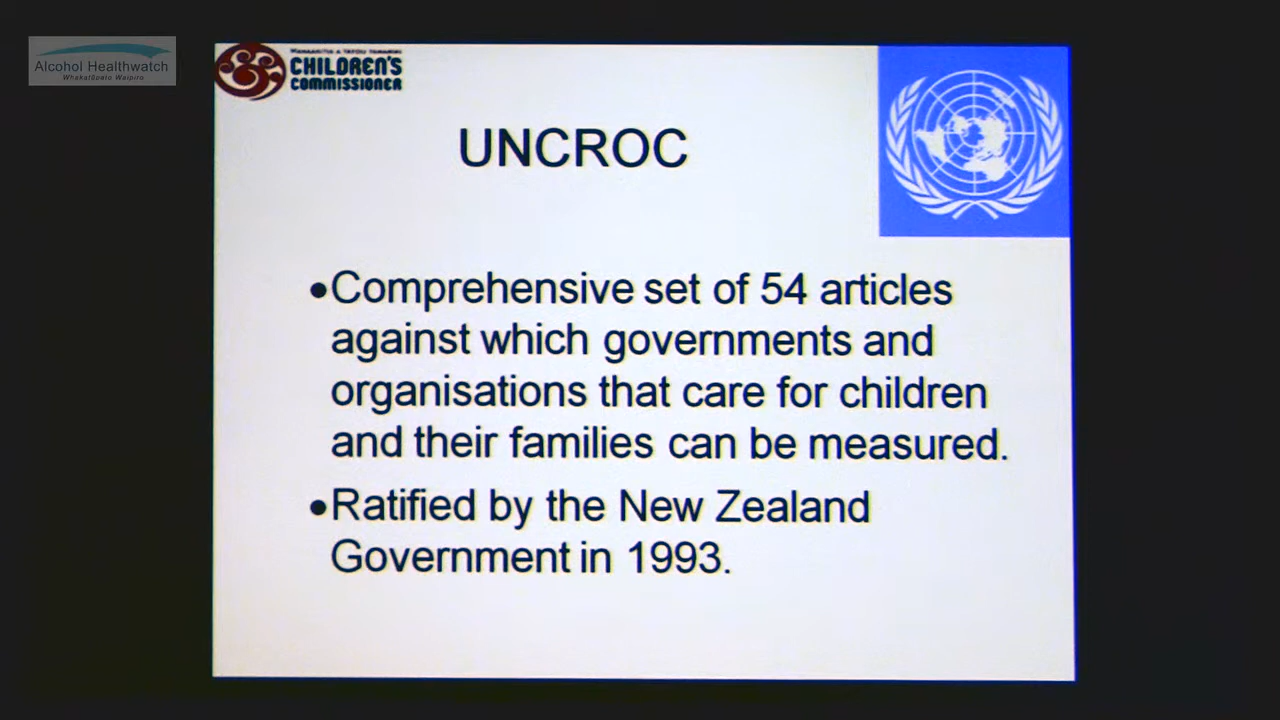 Alcohol Healthwatch
Whakatūpato Waipiro
CHILDREN'S
COMMISSIONER
UNCROC
•Comprehensive set of 54 articles
against which governments and
organisations that care for children
and their families can be measured.
•Ratified by the New Zealand
Government in 1993.